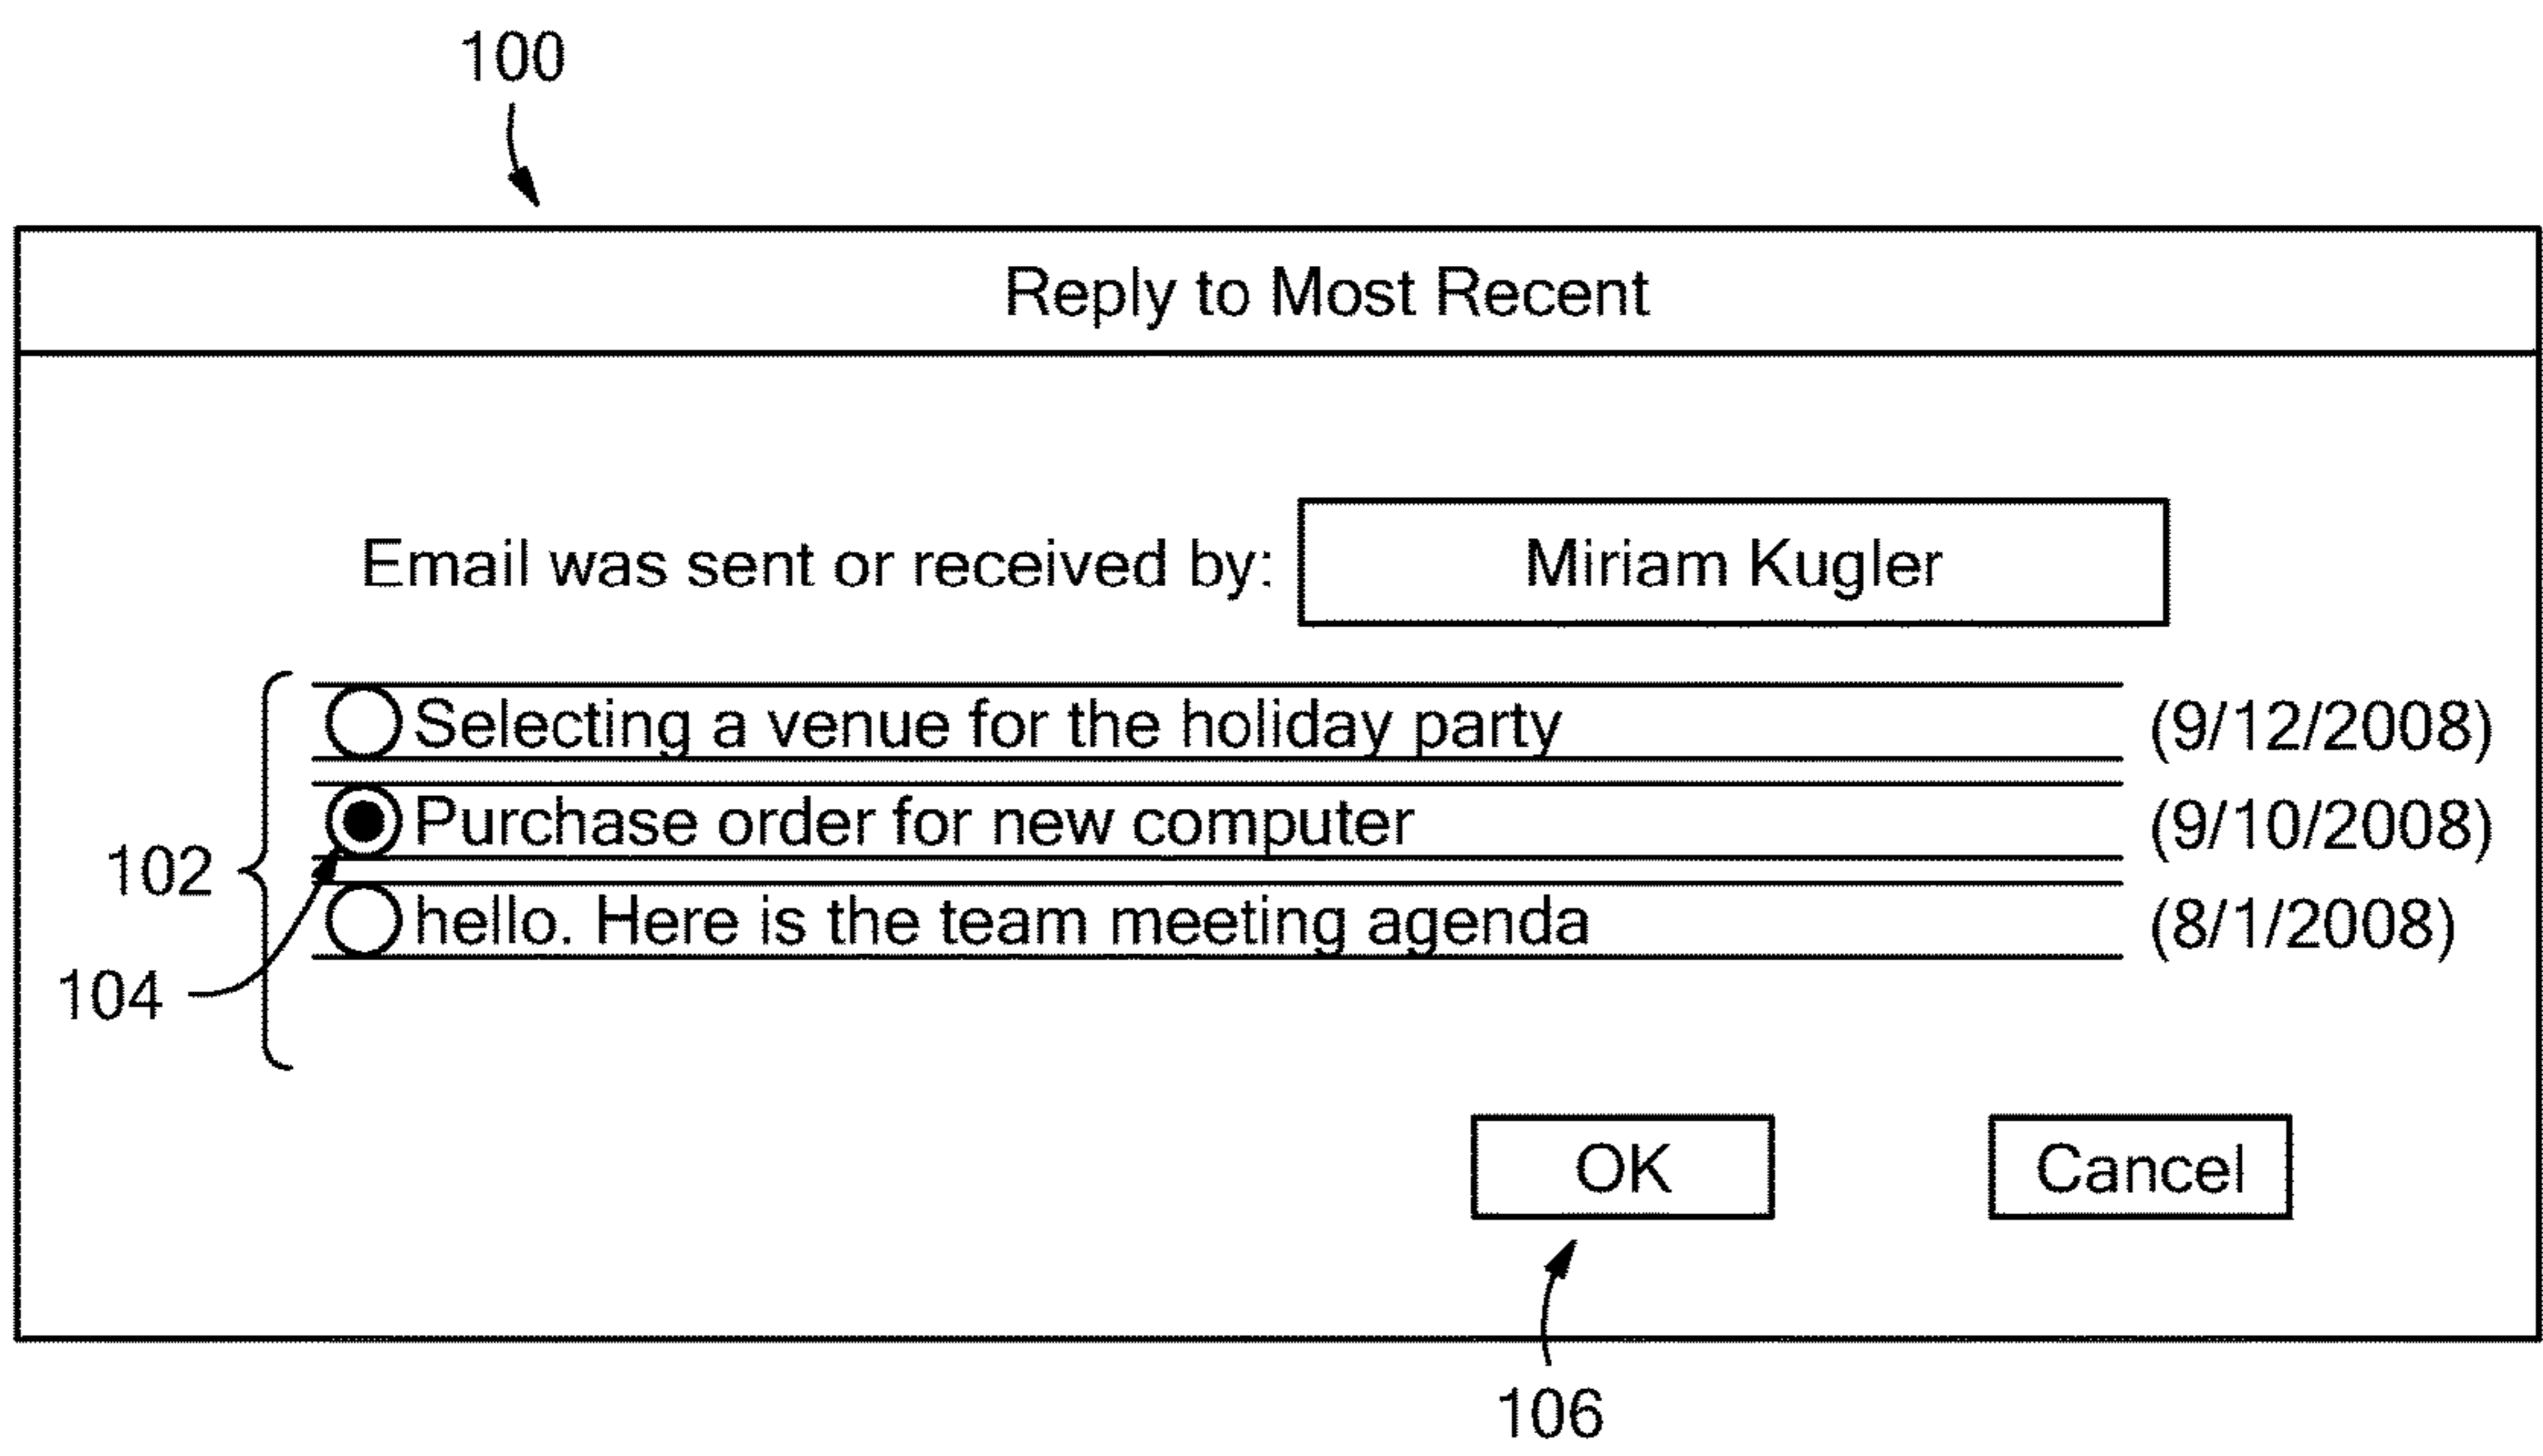 100
Reply to Most Recent
Email was sent or received by: Miriam Kugler
Selecting a venue for the holiday party (9/12/2008)
Purchase order for new computer (9/10/2008)
102
hello. Here is the team meeting agenda (8/1/2008)
104
OK Cancel
106